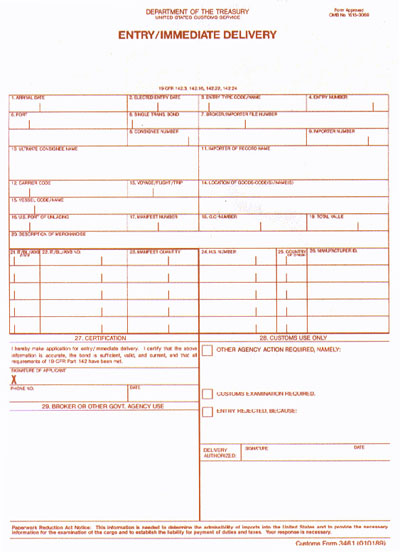 DEPARTMENT OF THE TREASURY
UNITED STATES CUSTOMS SERVICE
Form Approved
OMB No. 1515-0069
ENTRY/IMMEDIATE DELIVERY
19 CFR 142.3, 142.16, 142.22, 142.24
1. ARRIVAL DATE
2. ELECTED ENTRY DATE
3. ENTRY TYPE CODE/NAME
4. ENTRY NUMBER
5. PORT
6. SINGLE TRANS. BOND
7. BROKER/IMPORTER FILE NUMBER
8. CONSIGNEE NUMBER
9. IMPORTER NUMBER
10. ULTIMATE CONSIGNEE NAME
11. IMPORTER OF RECORD NAME
12. CARRIER CODE
13. VOYAGE/FLIGHT/TRIP
14. LOCATION OF GOODS-CODE(S)/NAME(S)
15. VESSEL CODE/NAME
16. U.S. PORT OF UNLADING
17. MANIFEST NUMBER
18. G.O. NUMBER
19. TOTAL VALUE
20. DESCRIPTION OF MERCHANDISE
21. IT/BL/AWB CODE
22. IT/BL/AWB NO.
23. MANIFEST QUANTITY
24. H.S. NUMBER
25. COUNTRY OF ORIGIN
26. MANUFACTURER ID.
27. CERTIFICATION
28. CUSTOMS USE ONLY
I hereby make application for entry/immediate delivery. I certify that the above
information is accurate, the bond is sufficient, valid, and current, and that all
requirements of 19 CFR Part 142 have been met.
SIGNATURE OF APPLICANT
X
PHONE NO.
DATE
29. BROKER OR OTHER GOVT. AGENCY USE
OTHER AGENCY ACTION REQUIRED, NAMELY:
CUSTOMS EXAMINATION REQUIRED.
ENTRY REJECTED, BECAUSE:
DELIVERY
AUTHORIZED:
SIGNATURE
DATE
Paperwork Reduction Act Notice: This information is needed to determine the admissibility of imports into the United States and to provide the necessary
information for the examination of the cargo and to establish the liability for payment of duties and taxes. Your response is necessary.
Customs Form 3461 (010189)